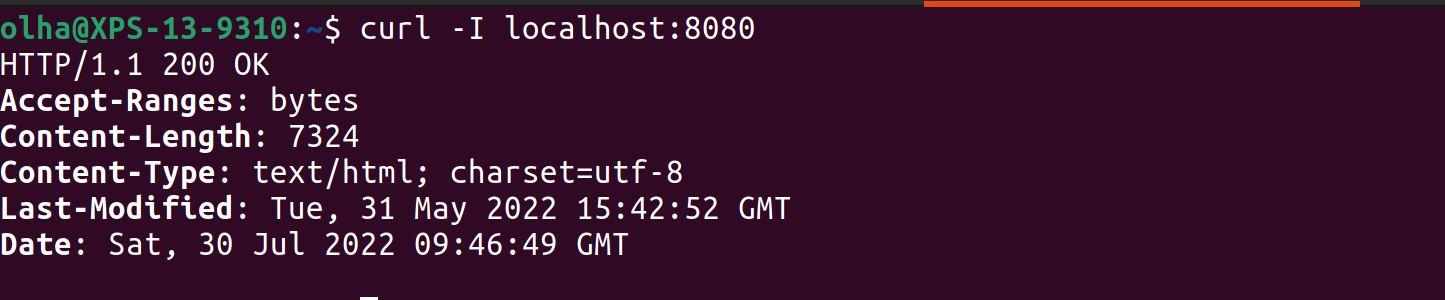 olha@XPS-13-9310:~$ curl -I localhost:8080
HTTP/1.1 200 OK
Accept-Ranges: bytes
Content-Length: 7324
Content-Type: text/html; charset=utf-8
Last-Modified: Tue, 31 May 2022 15:42:52 GMT
Date: Sat, 30 Jul 2022 09:46:49 GMT